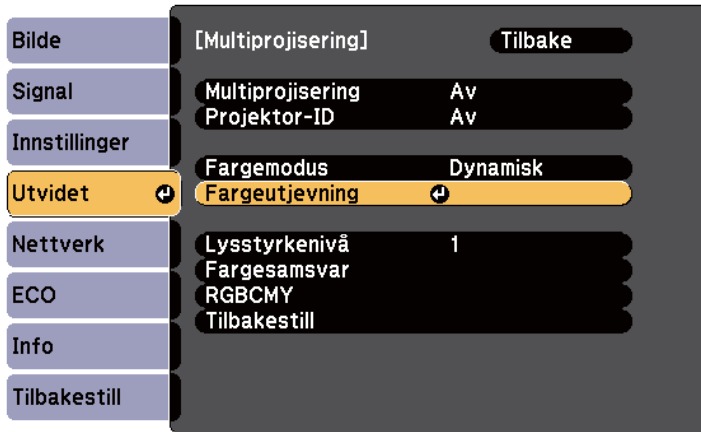 Bilde
Signal
Innstillinger
Utvidet
Nettverk
ECO
Info
Tilbakestill
[Multiprojisering] Tilbake
Multiprojisering Av
Projektor-ID Av
Fargemodus Dynamisk
Fargeutjevning
Lysstyrkenivå 1
Fargesamsvar
RGBCMY
Tilbakestill